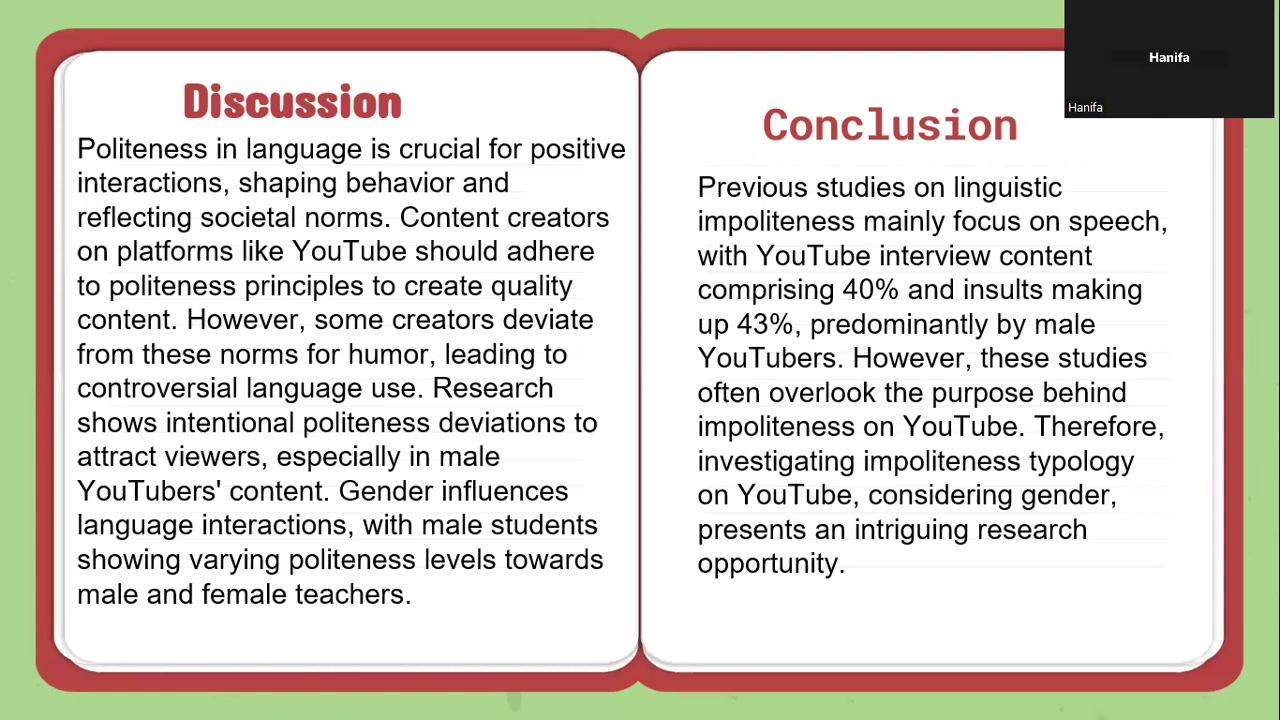 Discussion
Politeness in language is crucial for positive
interactions, shaping behavior and
reflecting societal norms. Content creators
on platforms like YouTube should adhere
to politeness principles to create quality
content. However, some creators deviate
from these norms for humor, leading to
controversial language use. Research
shows intentional politeness deviations to
attract viewers, especially in male
YouTubers' content. Gender influences
language interactions, with male students
showing varying politeness levels towards
male and female teachers.
Conclusion
Previous studies on linguistic
impoliteness mainly focus on speech,
with YouTube interview content
comprising 40% and insults making
up 43%, predominantly by male
YouTubers. However, these studies
often overlook the purpose behind
impoliteness on YouTube. Therefore,
investigating impoliteness typology
on YouTube, considering gender,
presents an intriguing research
opportunity.
Hanifa
Hanifa